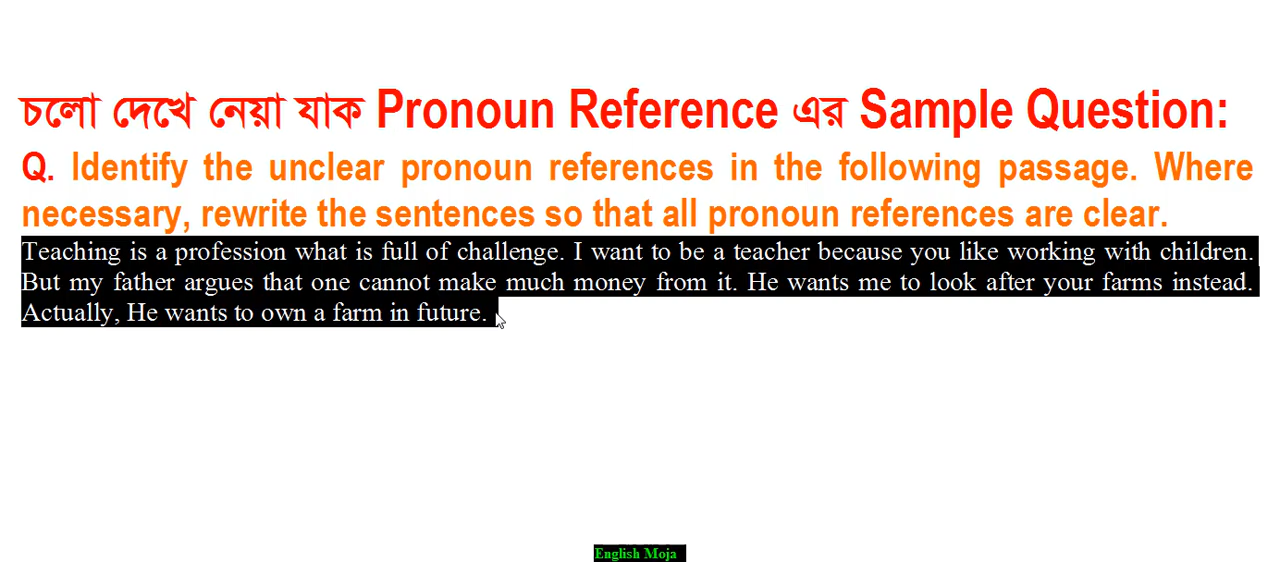 চলো দেখে নেয়া যাক Pronoun Reference এর Sample Question:
Q. Identify the unclear pronoun references in the following passage. Where
necessary, rewrite the sentences so that all pronoun references are clear.
Teaching is a profession what is full of challenge. I want to be a teacher because you like working with children.
But my father argues that one cannot make much money from it. He wants me to look after your farms instead.
Actually, He wants to own a farm in future.
English Moja